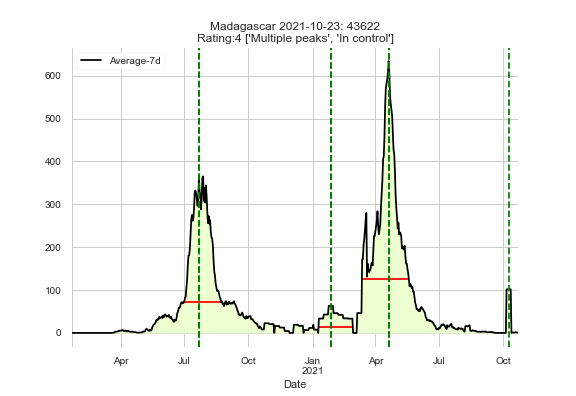 Madagascar 2021-10-23: 43622
Rating:4 ['Multiple peaks', 'In control']
Average-7d
600
500
400
300
200
100
0
Apr Jul Oct Jan Apr Jul Oct
2021
Date